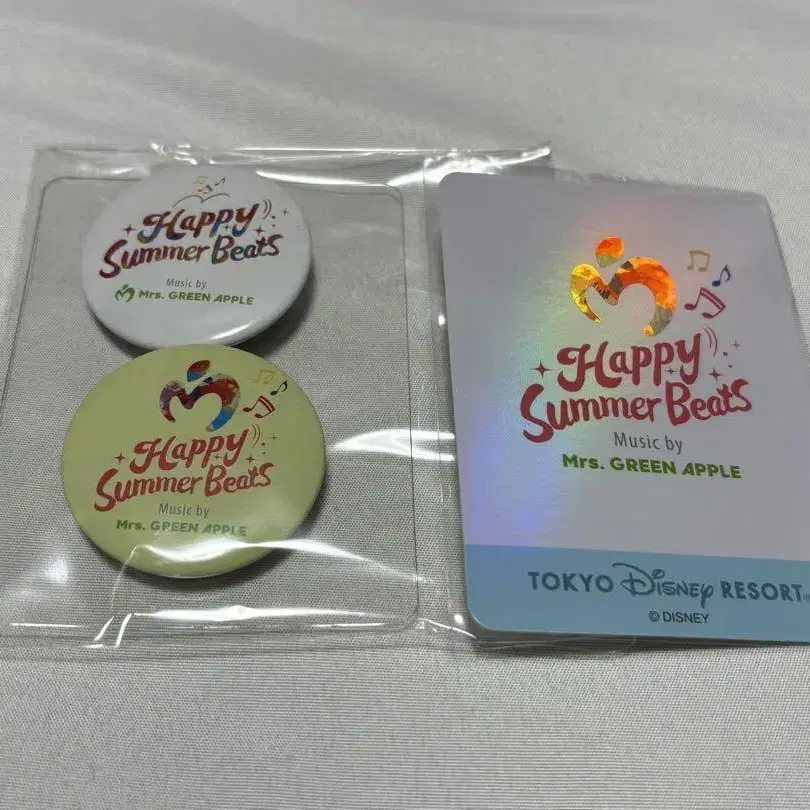 Happy
Summer Beats
Music by
Mrs. GREEN APPLE
Happy
Summer Beats
Music by
Mrs. GREEN APPLE
Happy
Summer Beats
Music by
Mrs. GREEN APPLE
TOKYO Disney RESORT®
© DISNEY